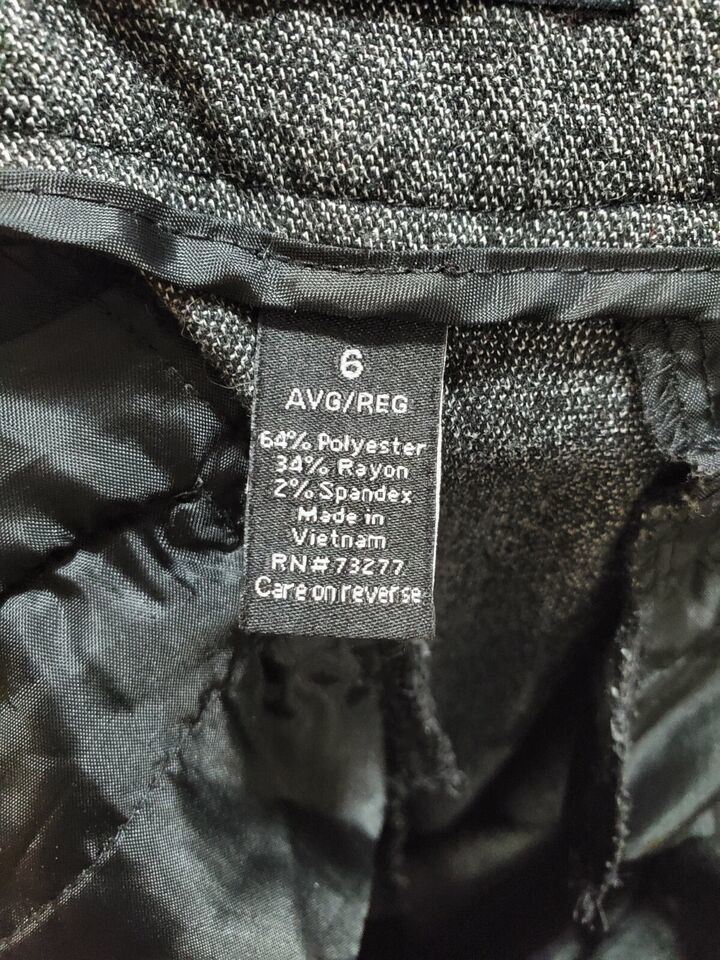 6
AVG/REG
64% Polyester
34% Rayon
2% Spandex
Made in
Vietnam
RN#73277
Care on reverse